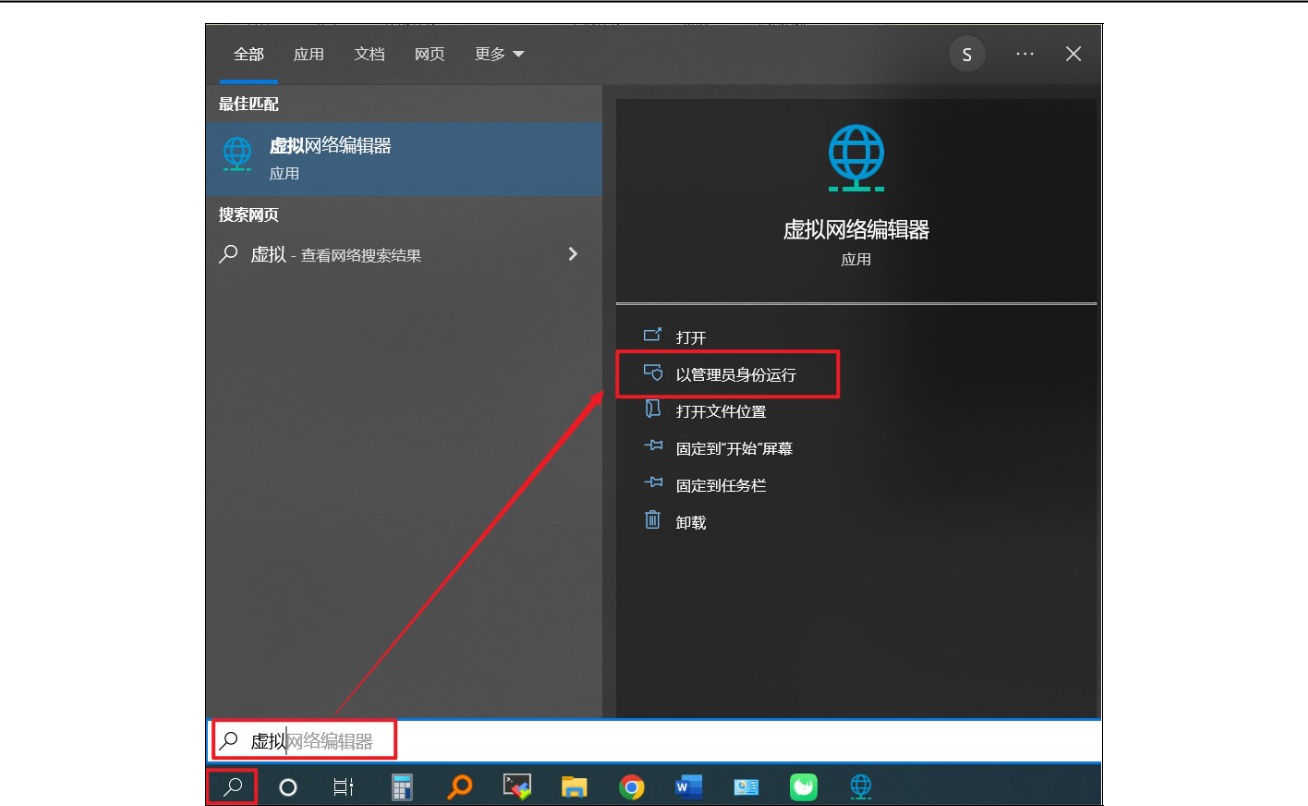 全部 应用 文档 网页 更多 S ··· 
最佳匹配
虚拟网络编辑器
应用
搜索网页
虚拟 - 查看网络搜索结果
虚拟网络编辑器
应用
打开
以管理员身份运行
打开文件位置
固定到"开始"屏幕
固定到任务栏
卸载
虚拟网络编辑器